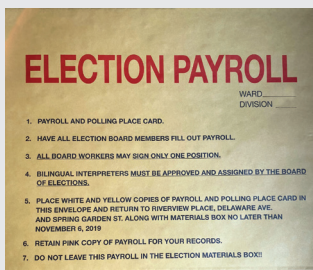 ELECTION PAYROLL
WARD
DIVISION
1. PAYROLL AND POLLING PLACE CARD.
2. HAVE ALL ELECTION BOARD MEMBERS FILL OUT PAYROLL.
3. ALL BOARD WORKERS MAY SIGN ONLY ONE POSITION.
4. BILINGUAL INTERPRETERS MUST BE APPROVED AND ASSIGNED BY THE BOARD
OF ELECTIONS.
5. PLACE WHITE AND YELLOW COPIES OF PAYROLL AND POLLING PLACE CARD IN
THIS ENVELOPE AND RETURN TO RIVERVIEW PLACE, DELAWARE AVE.
AND SPRING GARDEN ST. ALONG WITH MATERIALS BOX NO LATER THAN
NOVEMBER 6, 2019
6. RETAIN PINK COPY OF PAYROLL FOR YOUR RECORDS.
7. DO NOT LEAVE THIS PAYROLL IN THE ELECTION MATERIALS BOX!!